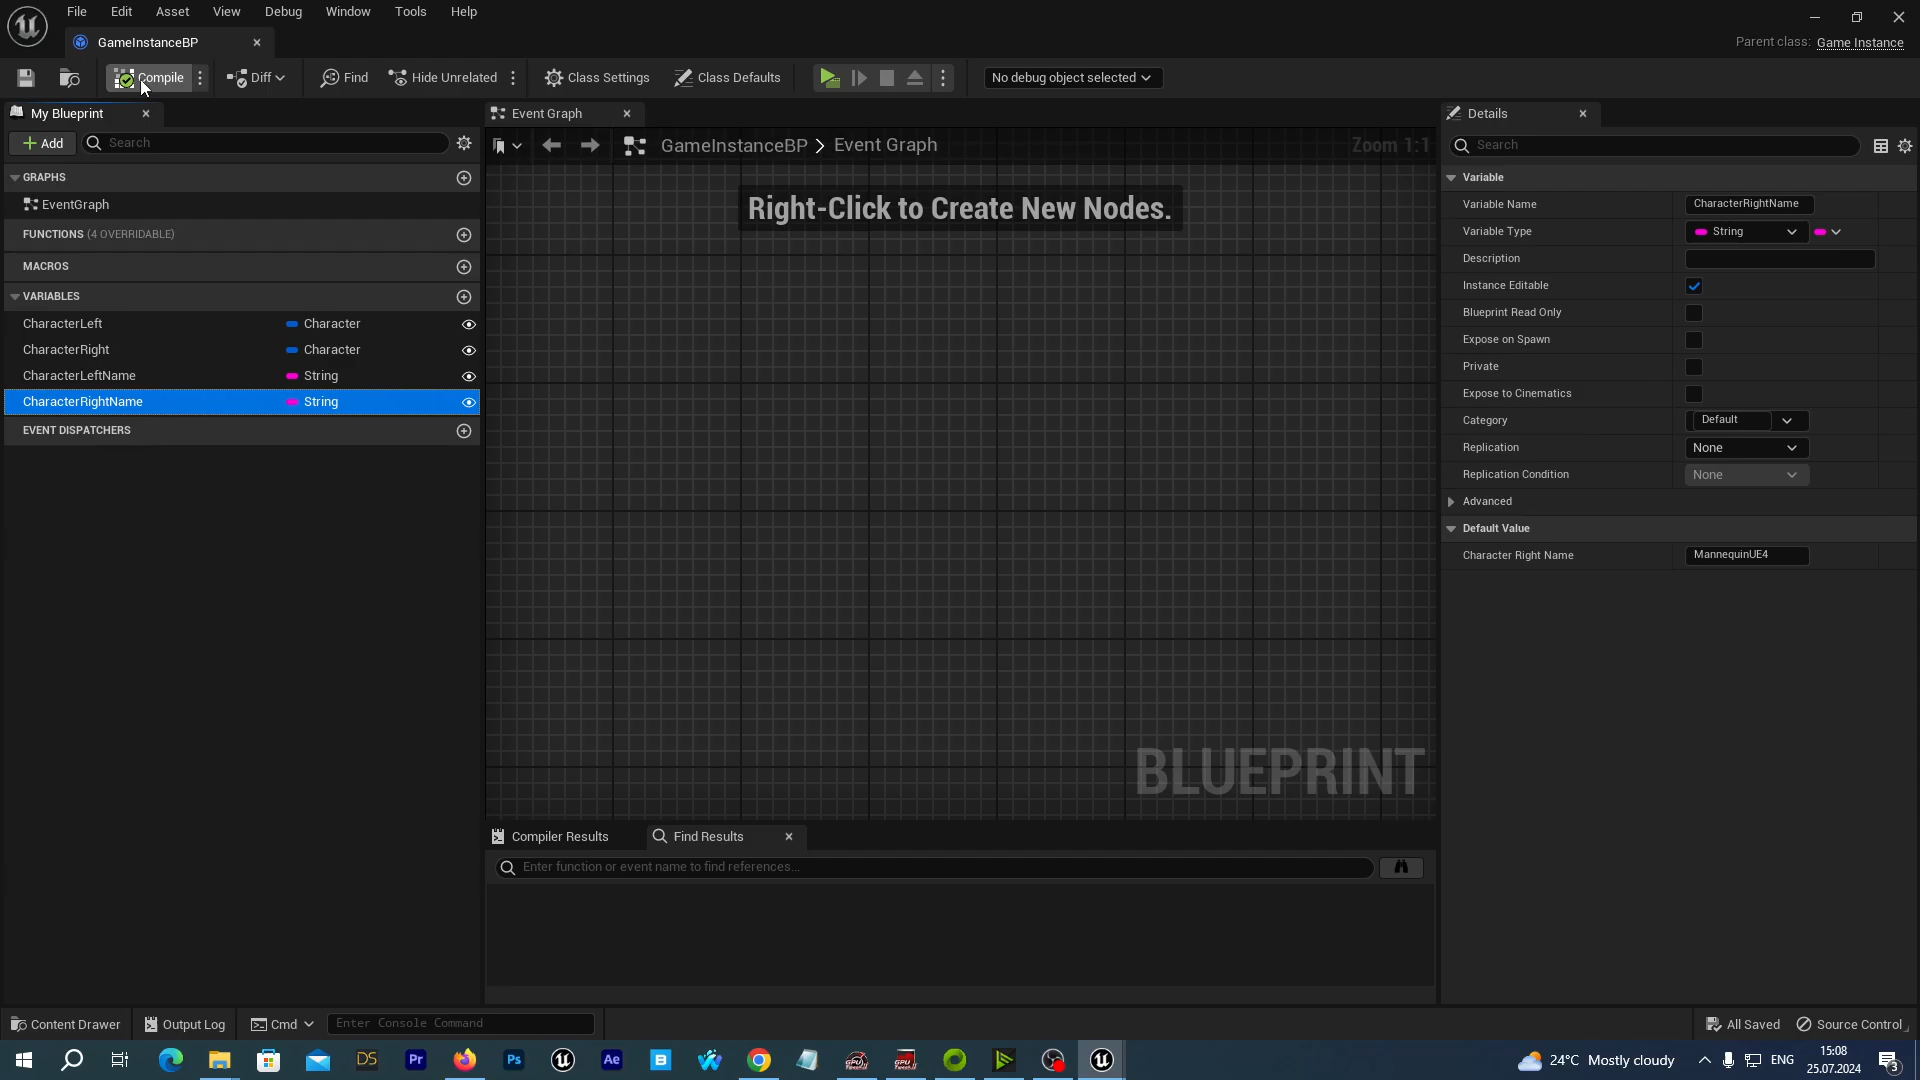 File Edit Asset View Debug Window Tools Help
GameInstanceBP
Parent class: Game Instance
Compile
Diff
Find
Hide Unrelated
Class Settings
Class Defaults
No debug object selected
My Blueprint
Add
Search
GRAPHS
EventGraph
FUNCTIONS (4 OVERRIDABLE)
MACROS
VARIABLES
CharacterLeft Character
CharacterRight Character
CharacterLeftName String
CharacterRightName String
EVENT DISPATCHERS
Event Graph
GameInstanceBP > Event Graph
Zoom 1:1
Right-Click to Create New Nodes.
BLUEPRINT
Compiler Results
Find Results
Enter function or event name to find references...
Details
Search
Variable
Variable Name CharacterRightName
Variable Type String
Description
Instance Editable
Blueprint Read Only
Expose on Spawn
Private
Expose to Cinematics
Category Default
Replication None
Replication Condition None
Advanced
Default Value
Character Right Name MannequinUE4
Content Drawer
Output Log
Cmd
Enter Console Command
All Saved
Source Control
DS
Pr
Ps
Ae
24°C Mostly cloudy
ENG
15:08
25.07.2024
3